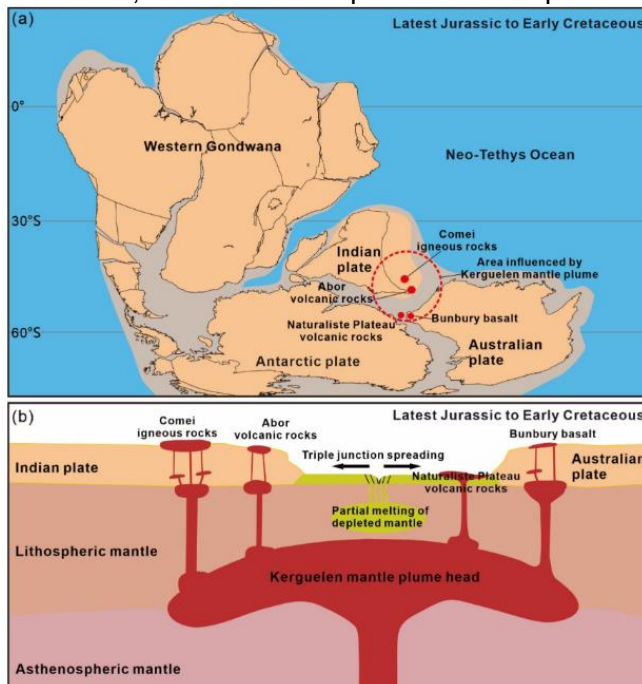 (a)
Latest Jurassic to Early Cretaceous
0°
Western Gondwana
Neo-Tethys Ocean
30°S
Comei
igneous rocks
Indian
plate
Area influenced by
Kerguelen mantle plume
Abor
volcanic rocks
Naturaliste Plateau
volcanic rocks
Bunbury basalt
60°S
Antarctic plate
Australian
plate
(b)
Latest Jurassic to Early Cretaceous
Comei
igneous rocks
Abor
volcanic rocks
Bunbury basalt
Triple junction spreading
Indian plate
Australian
plate
Naturaliste Plateau
volcanic rocks
Partial melting of
depleted mantle
Lithospheric mantle
Kerguelen mantle plume head
Asthenospheric mantle